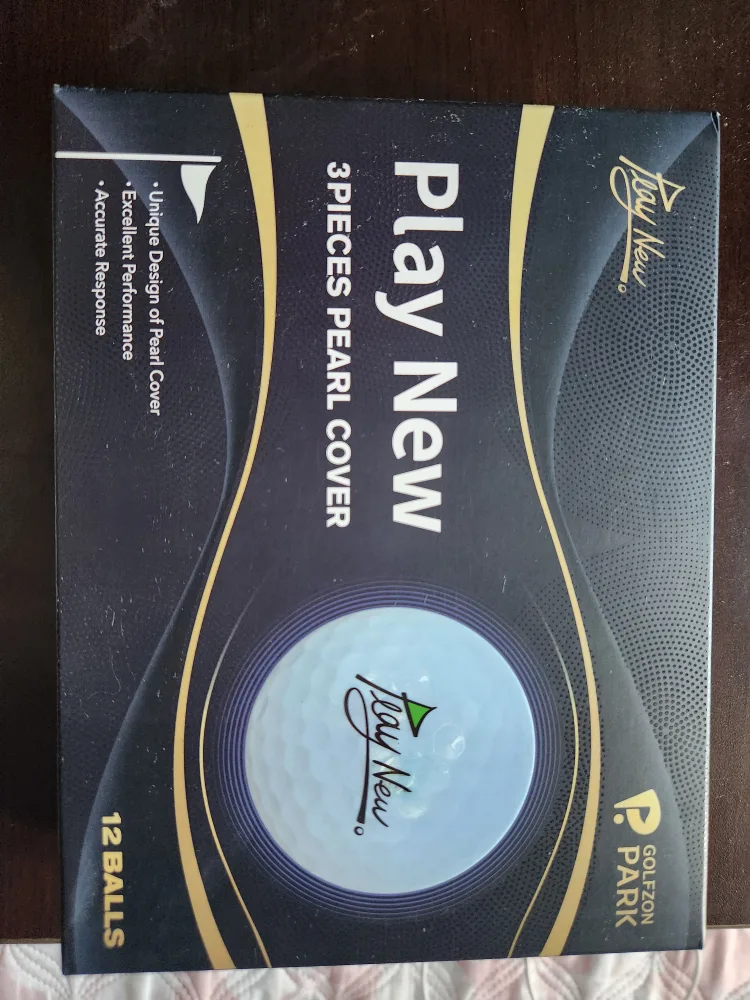 Play New
GOLFZON
PARK
Play New
3PIECES PEARL COVER
Play New
• Unique Design of Pearl Cover
• Excellent Performance
• Accurate Response
12 BALLS